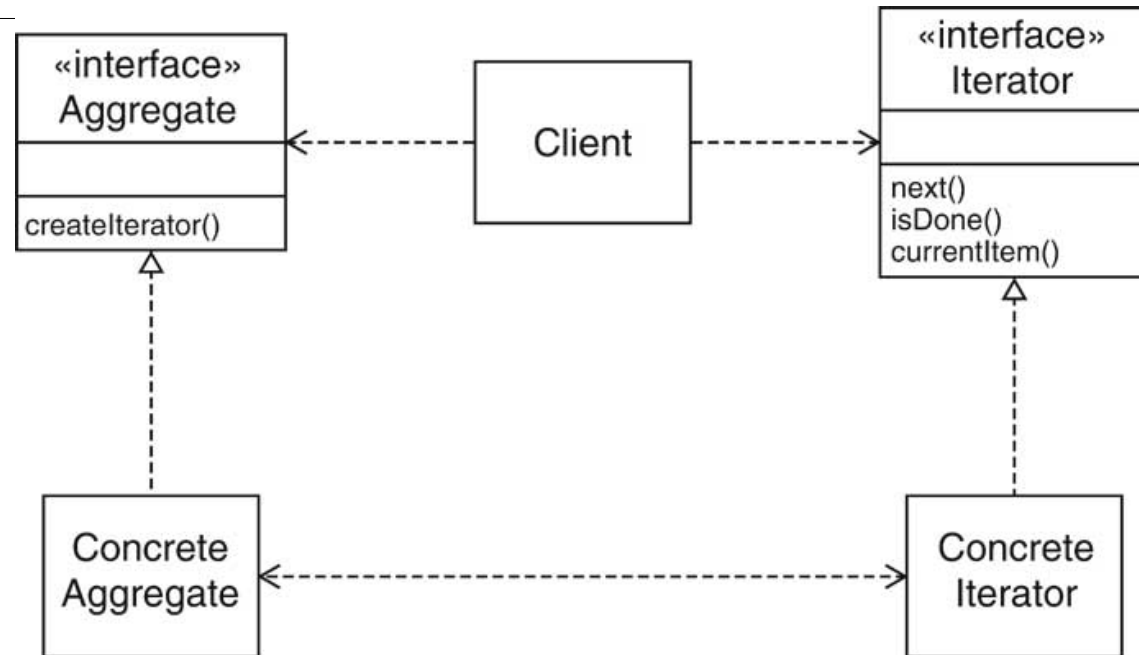 «interface»
Aggregate
createIterator()
Client
«interface»
Iterator
next()
isDone()
currentItem()
Concrete
Aggregate
Concrete
Iterator